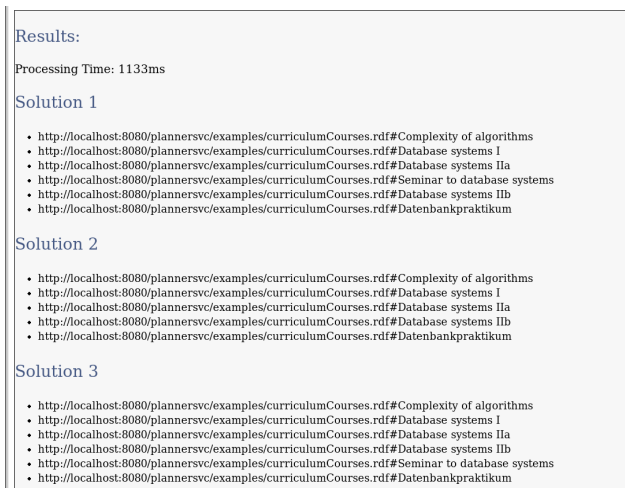 Results:
Processing Time: 1133ms
Solution 1
http://localhost:8080/plannersvc/examples/curriculumCourses.rdf#Complexity of algorithms
http://localhost:8080/plannersvc/examples/curriculumCourses.rdf#Database systems I
http://localhost:8080/plannersvc/examples/curriculumCourses.rdf#Database systems IIa
http://localhost:8080/plannersvc/examples/curriculumCourses.rdf#Seminar to database systems
http://localhost:8080/plannersvc/examples/curriculumCourses.rdf#Database systems IIb
http://localhost:8080/plannersvc/examples/curriculumCourses.rdf#Datenbankpraktikum
Solution 2
http://localhost:8080/plannersvc/examples/curriculumCourses.rdf#Complexity of algorithms
http://localhost:8080/plannersvc/examples/curriculumCourses.rdf#Database systems I
http://localhost:8080/plannersvc/examples/curriculumCourses.rdf#Database systems IIa
http://localhost:8080/plannersvc/examples/curriculumCourses.rdf#Database systems IIb
http://localhost:8080/plannersvc/examples/curriculumCourses.rdf#Datenbankpraktikum
Solution 3
http://localhost:8080/plannersvc/examples/curriculumCourses.rdf#Complexity of algorithms
http://localhost:8080/plannersvc/examples/curriculumCourses.rdf#Database systems I
http://localhost:8080/plannersvc/examples/curriculumCourses.rdf#Database systems IIa
http://localhost:8080/plannersvc/examples/curriculumCourses.rdf#Database systems IIb
http://localhost:8080/plannersvc/examples/curriculumCourses.rdf#Seminar to database systems
http://localhost:8080/plannersvc/examples/curriculumCourses.rdf#Datenbankpraktikum